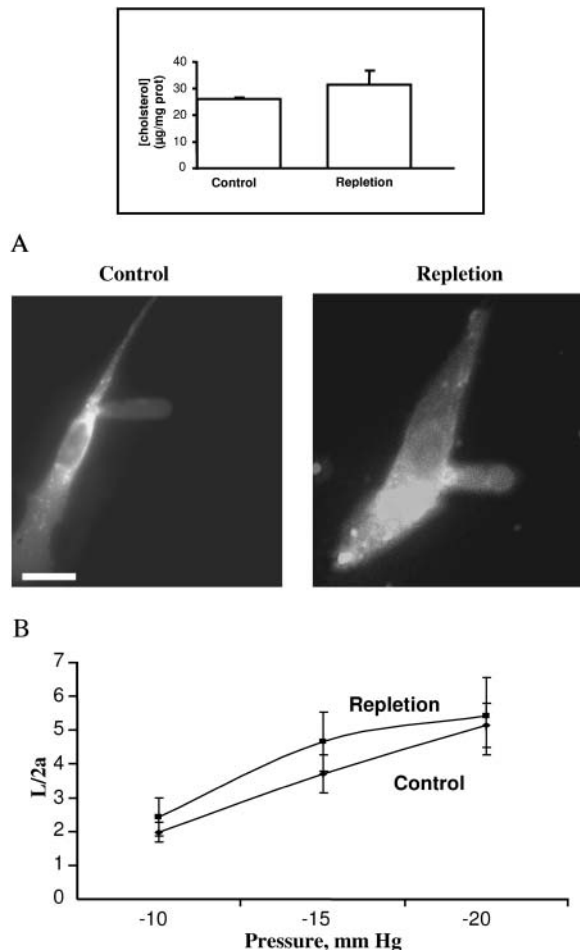 40
30
20
10
0
[cholsterol]
(µg/mg prot)
Control Repletion
A
Control Repletion
B
7
6
5
4
3
2
1
0
L/2a
Repletion
Control
-10 -15 -20
Pressure, mm Hg